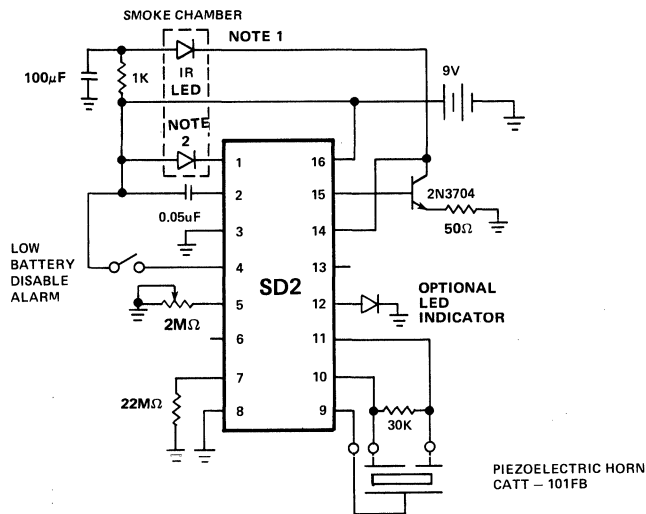 SMOKE CHAMBER
NOTE 1
100μF
1K
IR
LED
9V
NOTE
2
1
16
2
15
2N3704
0.05uF
50Ω
3
14
LOW
BATTERY
DISABLE
ALARM
4
13
SD2
OPTIONAL
LED
INDICATOR
5
12
2MΩ
6
11
7
10
22MΩ
8
9
30K
PIEZOELECTRIC HORN
CATT – 101FB